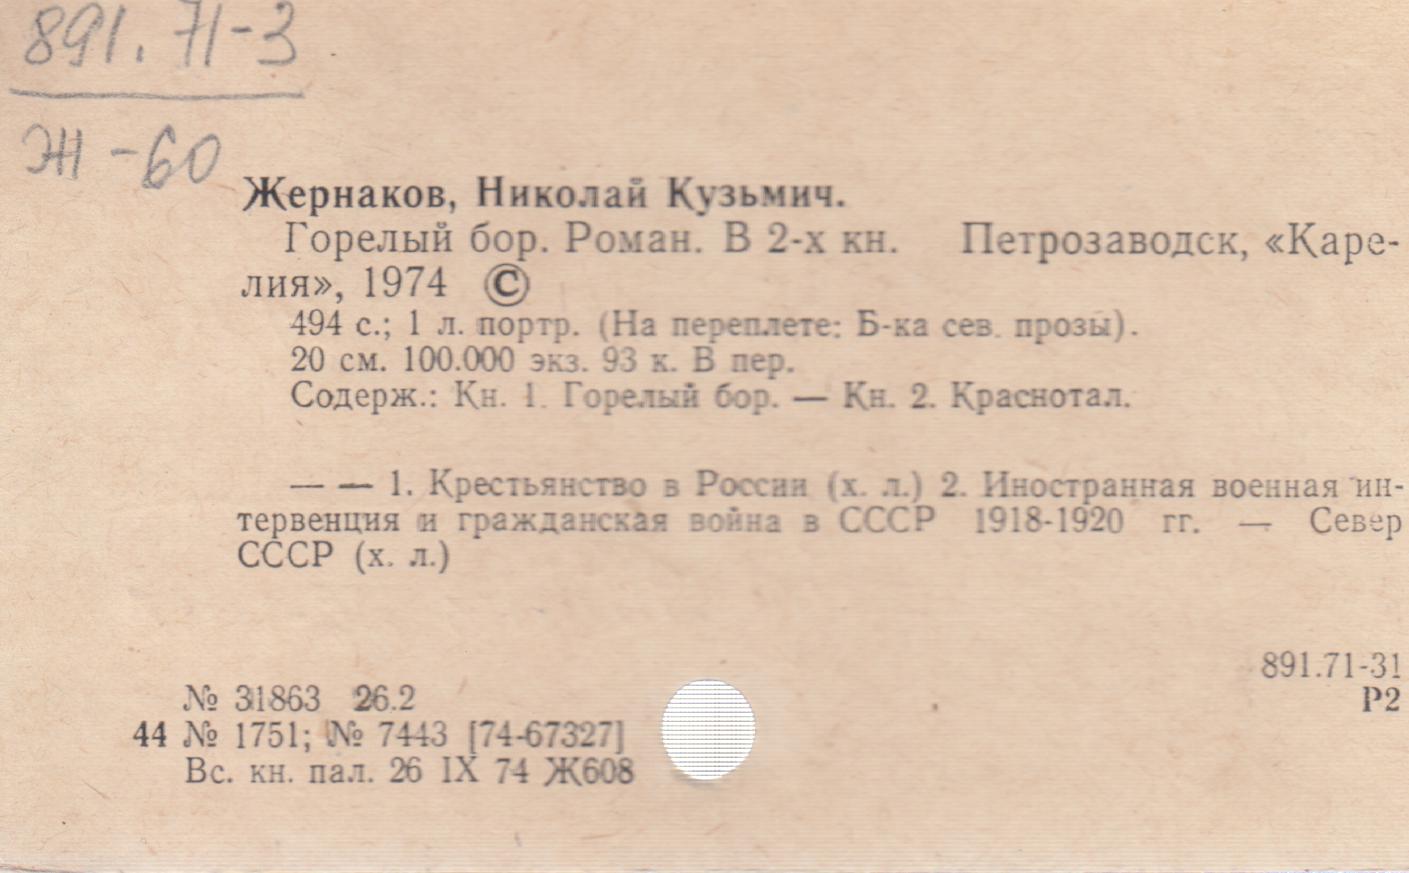 891.71-3
Ж-60
Жернаков, Николай Кузьмич.
Горелый бор. Роман. В 2-х кн. Петрозаводск, «Каре-
лия», 1974 ©
494 с.; 1 л. портр. (На переплете: Б-ка сев. прозы).
20 см. 100.000 экз. 93 к. В пер.
Содерж.: Кн. 1. Горелый бор. — Кн. 2. Краснотал.
— — 1. Крестьянство в России (х. л.) 2. Иностранная военная ин-
тервенция и гражданская война в СССР 1918-1920 гг. — Север
СССР (х. л.)
891.71-31
Р2
№ 31863 26.2
44 № 1751; № 7443 [74-67327]
Вс. кн. пал. 26 IX 74 Ж608